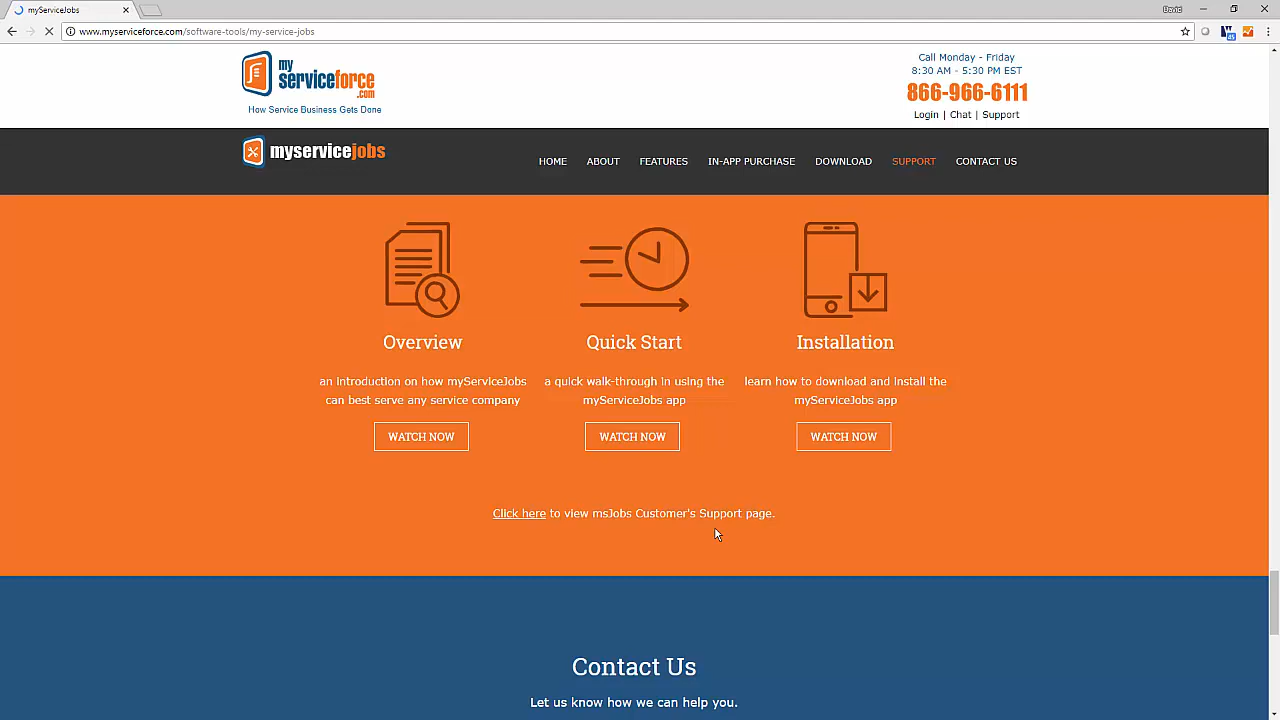 myServiceJobs
David
www.myserviceforce.com/software-tools/my-service-jobs
45
my
serviceforce
.com
How Service Business Gets Done
Call Monday - Friday
8:30 AM - 5:30 PM EST
866-966-6111
Login | Chat | Support
myservicejobs
HOME ABOUT FEATURES IN-APP PURCHASE DOWNLOAD SUPPORT CONTACT US
Overview
an introduction on how myServiceJobs
can best serve any service company
WATCH NOW
Quick Start
a quick walk-through in using the
myServiceJobs app
WATCH NOW
Installation
learn how to download and install the
myServiceJobs app
WATCH NOW
Click here to view msJobs Customer's Support page.
Contact Us
Let us know how we can help you.